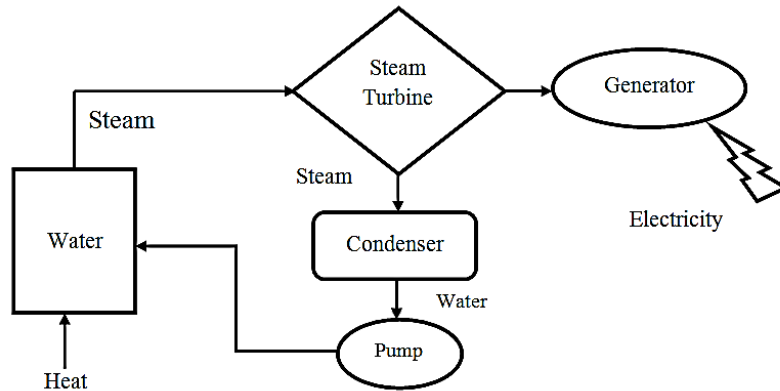 Steam
Turbine
Generator
Steam
Steam
Electricity
Water
Condenser
Water
Pump
Heat